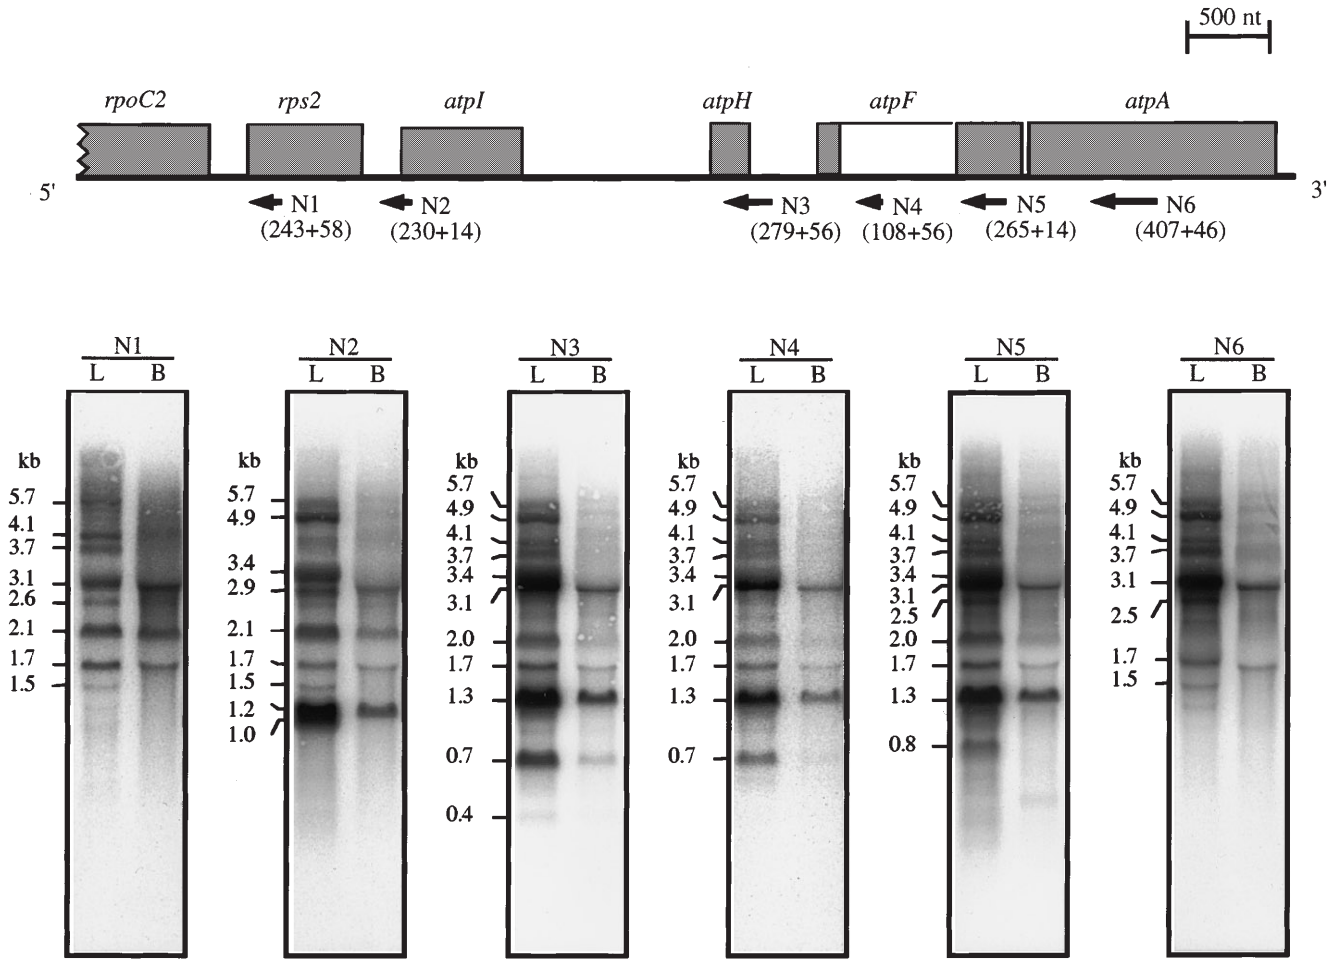 500 nt
rpoC2 rps2 atpI atpH atpF atpA
5' 3'
N1 N2 N3 N4 N5 N6
(243+58) (230+14) (279+56) (108+56) (265+14) (407+46)
N1
L B
kb
5.7
4.1
3.7
3.1
2.6
2.1
1.7
1.5
N2
L B
kb
5.7
4.9
3.4
2.9
2.1
1.7
1.5
1.2
1.0
N3
L B
kb
5.7
4.9
4.1
3.7
3.4
3.1
2.0
1.7
1.3
0.7
0.4
N4
L B
kb
5.7
4.9
4.1
3.7
3.4
3.1
2.0
1.7
1.3
0.7
N5
L B
kb
5.7
4.9
4.1
3.7
3.4
3.1
2.5
2.0
1.7
1.3
0.8
N6
L B
kb
5.7
4.9
4.1
3.7
3.1
2.5
1.7
1.5